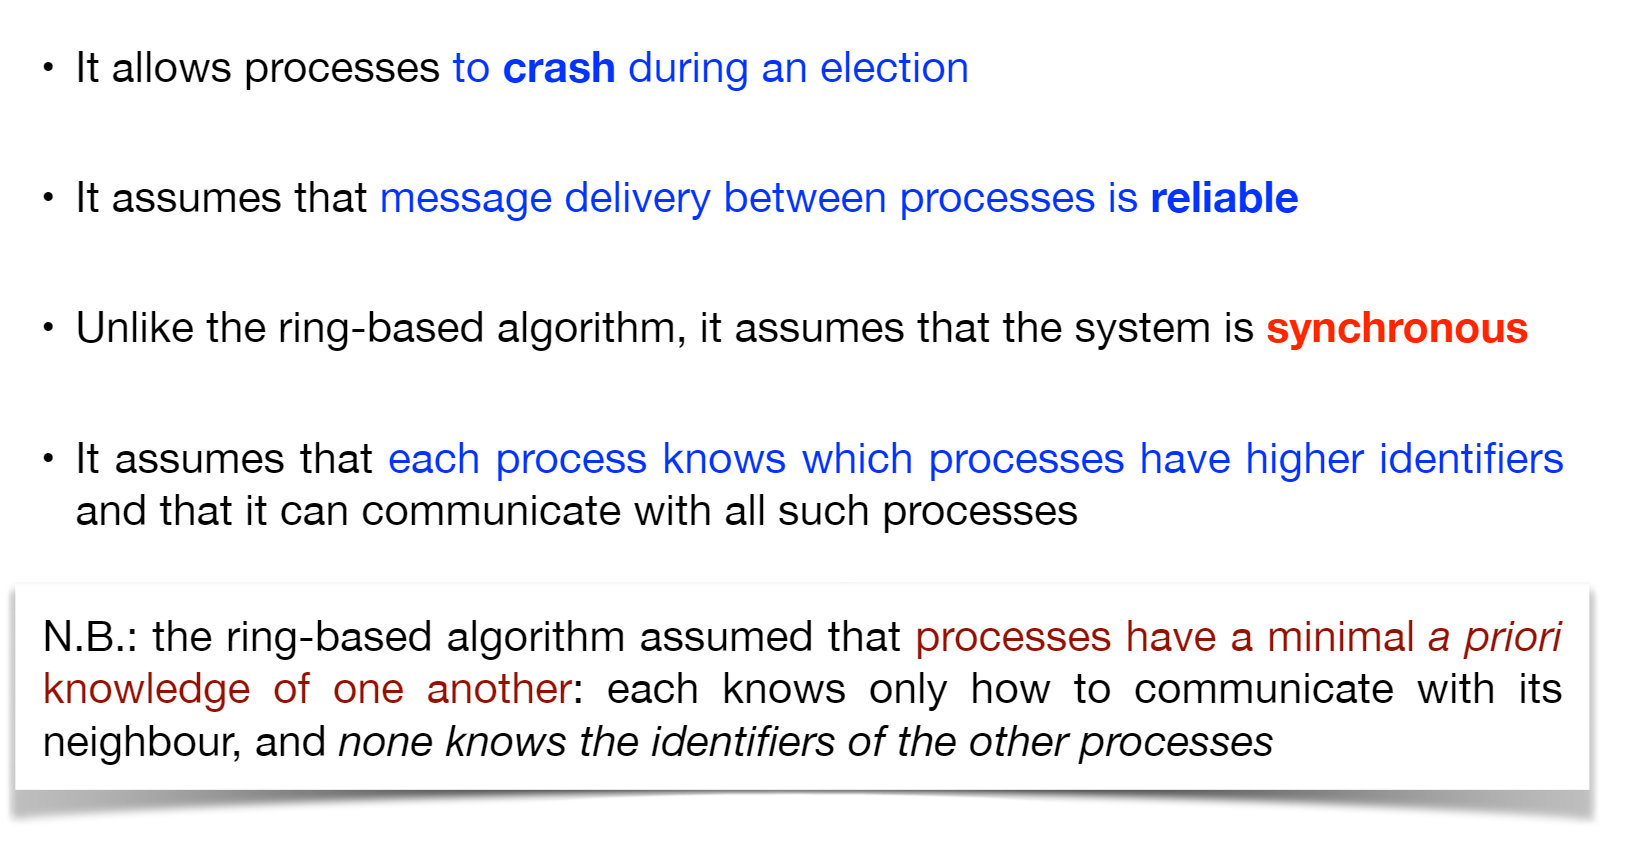 • It allows processes to crash during an election
• It assumes that message delivery between processes is reliable
• Unlike the ring-based algorithm, it assumes that the system is synchronous
• It assumes that each process knows which processes have higher identifiers
and that it can communicate with all such processes
N.B.: the ring-based algorithm assumed that processes have a minimal a priori
knowledge of one another: each knows only how to communicate with its
neighbour, and none knows the identifiers of the other processes